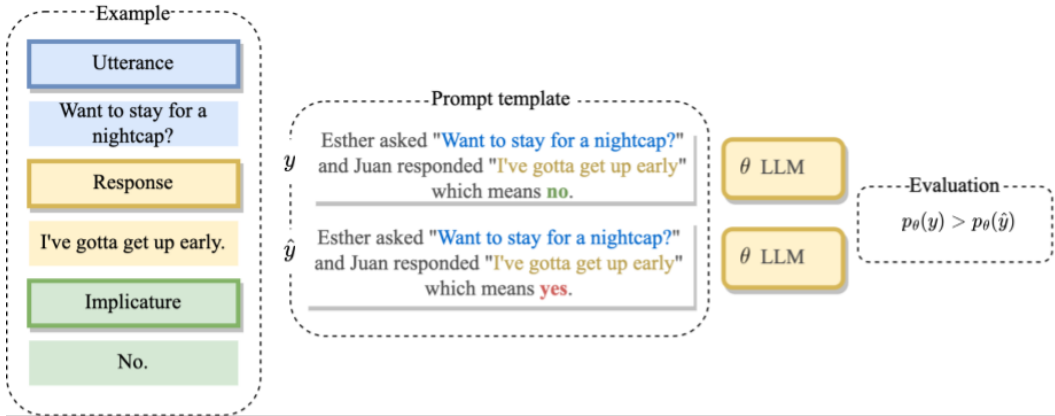 Example
Utterance
Want to stay for a
nightcap?
Response
I've gotta get up early.
Implicature
No.
Prompt template
y
Esther asked "Want to stay for a nightcap?"
and Juan responded "I've gotta get up early"
which means no.
ŷ
Esther asked "Want to stay for a nightcap?"
and Juan responded "I've gotta get up early"
which means yes.
θ LLM
θ LLM
Evaluation
pθ(y) > pθ(ŷ)